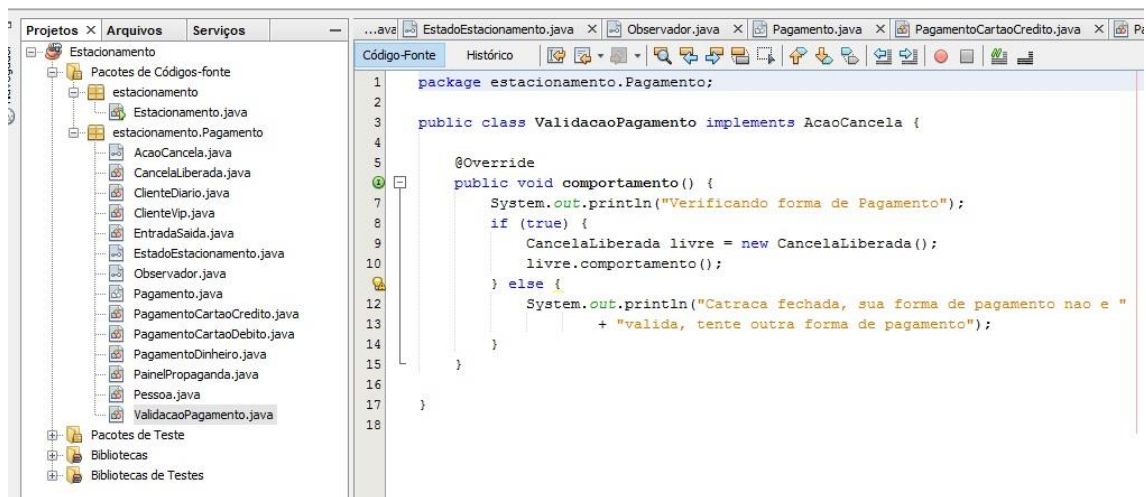 Projetos
Arquivos
Serviços
Estacionamento
Pacotes de Códigos-fonte
estacionamento
Estacionamento.java
estacionamento.Pagamento
AcaoCancela.java
CancelaLiberada.java
ClienteDiario.java
ClienteVip.java
EntradaSaida.java
EstadoEstacionamento.java
Observador.java
Pagamento.java
PagamentoCartaoCredito.java
PagamentoCartaoDebito.java
PagamentoDinheiro.java
PainelPropaganda.java
Pessoa.java
ValidacaoPagamento.java
Pacotes de Teste
Bibliotecas
Bibliotecas de Testes
...ava EstadoEstacionamento.java Observador.java Pagamento.java PagamentoCartaoCredito.java Pa
Código-Fonte Histórico
1 package estacionamento.Pagamento;
2
3 public class ValidacaoPagamento implements AcaoCancela {
4
5 @Override
public void comportamento() {
7 System.out.println("Verificando forma de Pagamento");
8 if (true) {
9 CancelaLiberada livre = new CancelaLiberada();
10 livre.comportamento();
} else {
12 System.out.println("Catraca fechada, sua forma de pagamento nao e "
13 + "valida, tente outra forma de pagamento");
14 }
15 }
16
17 }
18